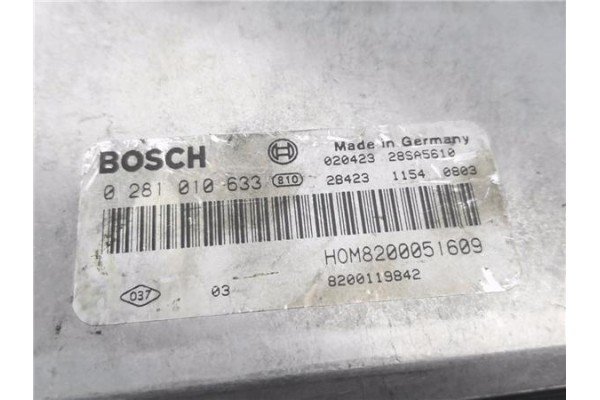 BOSCH
Made in Germany
020423 28SA5610
0 281 010 633 810 28423 1154 0803
HOM8200051609
037 03 8200119842